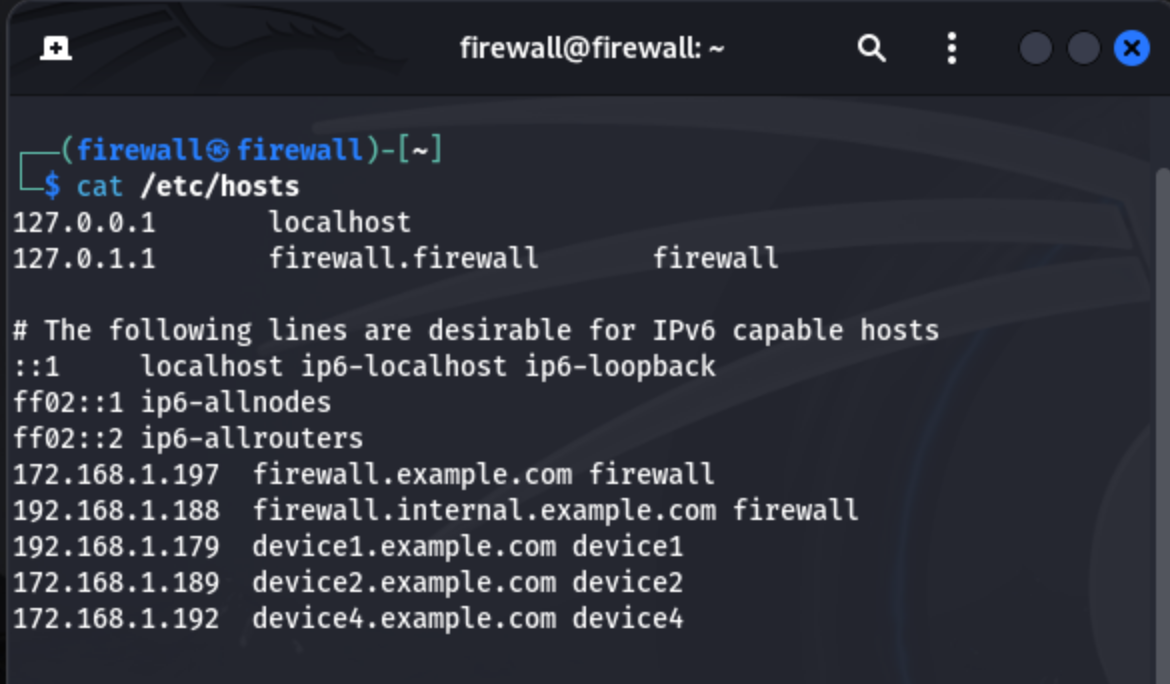 firewall@firewall: ~
┌──(firewall㉿firewall)-[~]
└─$ cat /etc/hosts
127.0.0.1       localhost
127.0.1.1       firewall.firewall       firewall

# The following lines are desirable for IPv6 capable hosts
::1     localhost ip6-localhost ip6-loopback
ff02::1 ip6-allnodes
ff02::2 ip6-allrouters
172.168.1.197  firewall.example.com firewall
192.168.1.188  firewall.internal.example.com firewall
192.168.1.179  device1.example.com device1
172.168.1.189  device2.example.com device2
172.168.1.192  device4.example.com device4